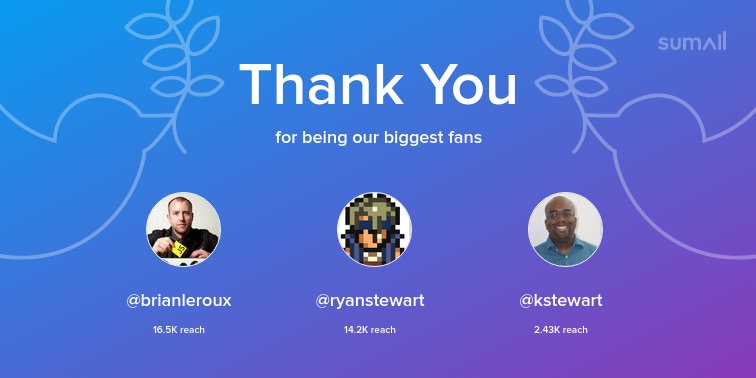 sumall
Thank You
for being our biggest fans
@brianleroux
@ryanstewart
@kstewart
16.5K reach
14.2K reach
2.43K reach